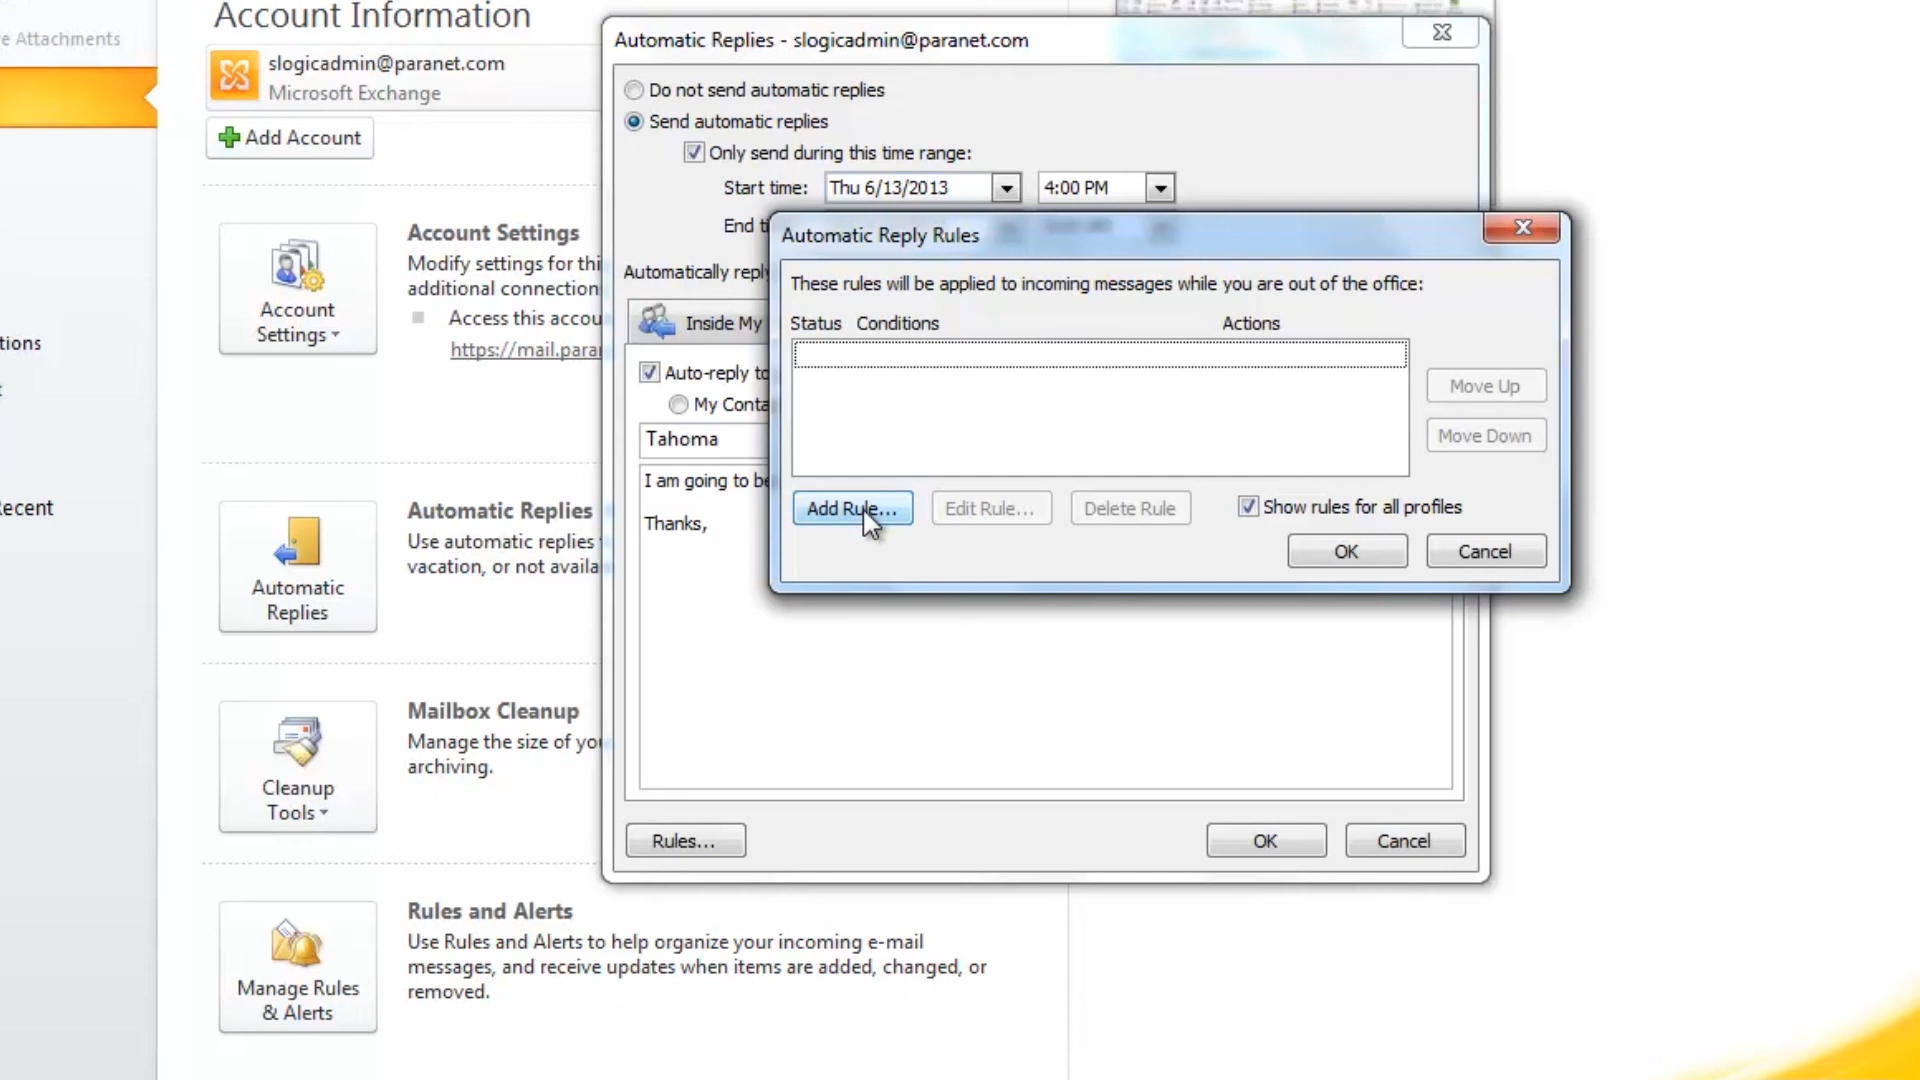 Account Information
Attachments
slogicadmin@paranet.com
Microsoft Exchange
Add Account
Account Settings
Modify settings for thi
additional connection
Access this accou
https://mail.parar
Account
Settings
tions
Recent
Automatic Replies
Use automatic replies
vacation, or not availa
Automatic
Replies
Mailbox Cleanup
Manage the size of you
archiving.
Cleanup
Tools
Rules and Alerts
Use Rules and Alerts to help organize your incoming e-mail
messages, and receive updates when items are added, changed, or
removed.
Manage Rules
& Alerts
Automatic Replies - slogicadmin@paranet.com
Do not send automatic replies
Send automatic replies
Only send during this time range:
Start time: Thu 6/13/2013 4:00 PM
End ti
Automatically reply
Inside My
Auto-reply to
My Conta
Tahoma
I am going to be
Thanks,
Rules... OK Cancel
Automatic Reply Rules
These rules will be applied to incoming messages while you are out of the office:
Status Conditions Actions
Move Up
Move Down
Add Rule... Edit Rule... Delete Rule Show rules for all profiles
OK Cancel